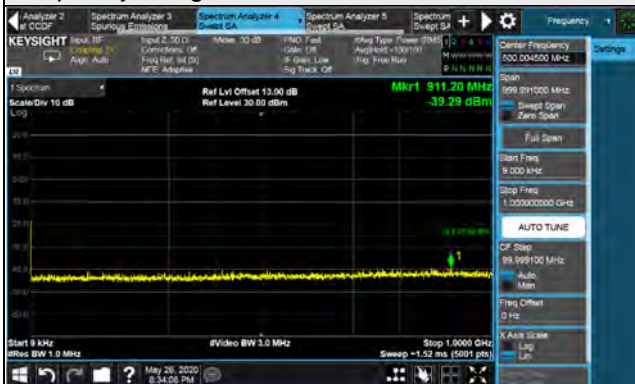 Analyzer 2
Spectrum Analyzer 3
Spectrum Analyzer 4
Spectrum Analyzer 5
Spectrum
Frequency
Spurious Emissions
Swept SA
Swept SA
Swept SA
KEYSIGHT
Input: RF
Input Z: 50 Ω
#Atten: 30 dB
PNO: Fast
#Avg Type: Power (RMS)
Coupling: DC
Corrections: Off
Gate: Off
Avg|Hold:>100/100
Align: Auto
Freq Ref: Int (S)
IF Gain: Low
Trig: Free Run
NFE: Adaptive
Sig Track: Off
Center Frequency
500.004500 MHz
Settings
Span
999.991000 MHz
Swept Span
Zero Span
Full Span
Start Freq
9.000 kHz
Stop Freq
1.000000000 GHz
AUTO TUNE
CF Step
99.999100 MHz
Auto
Man
Freq Offset
0 Hz
X Axis Scale
Log
Lin
1 Spectrum
Ref Lvl Offset 13.00 dB
Mkr1 911.20 MHz
Scale/Div 10 dB
Ref Level 30.00 dBm
-39.29 dBm
Log
1
Start 9 kHz
#Video BW 3.0 MHz
Stop 1.0000 GHz
#Res BW 1.0 MHz
Sweep ~1.52 ms (5001 pts)
?
May 26, 2020
8:34:06 PM